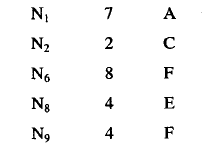 N₁ 7 A
N₂ 2 C
N₆ 8 F
N₈ 4 E
N₉ 4 F